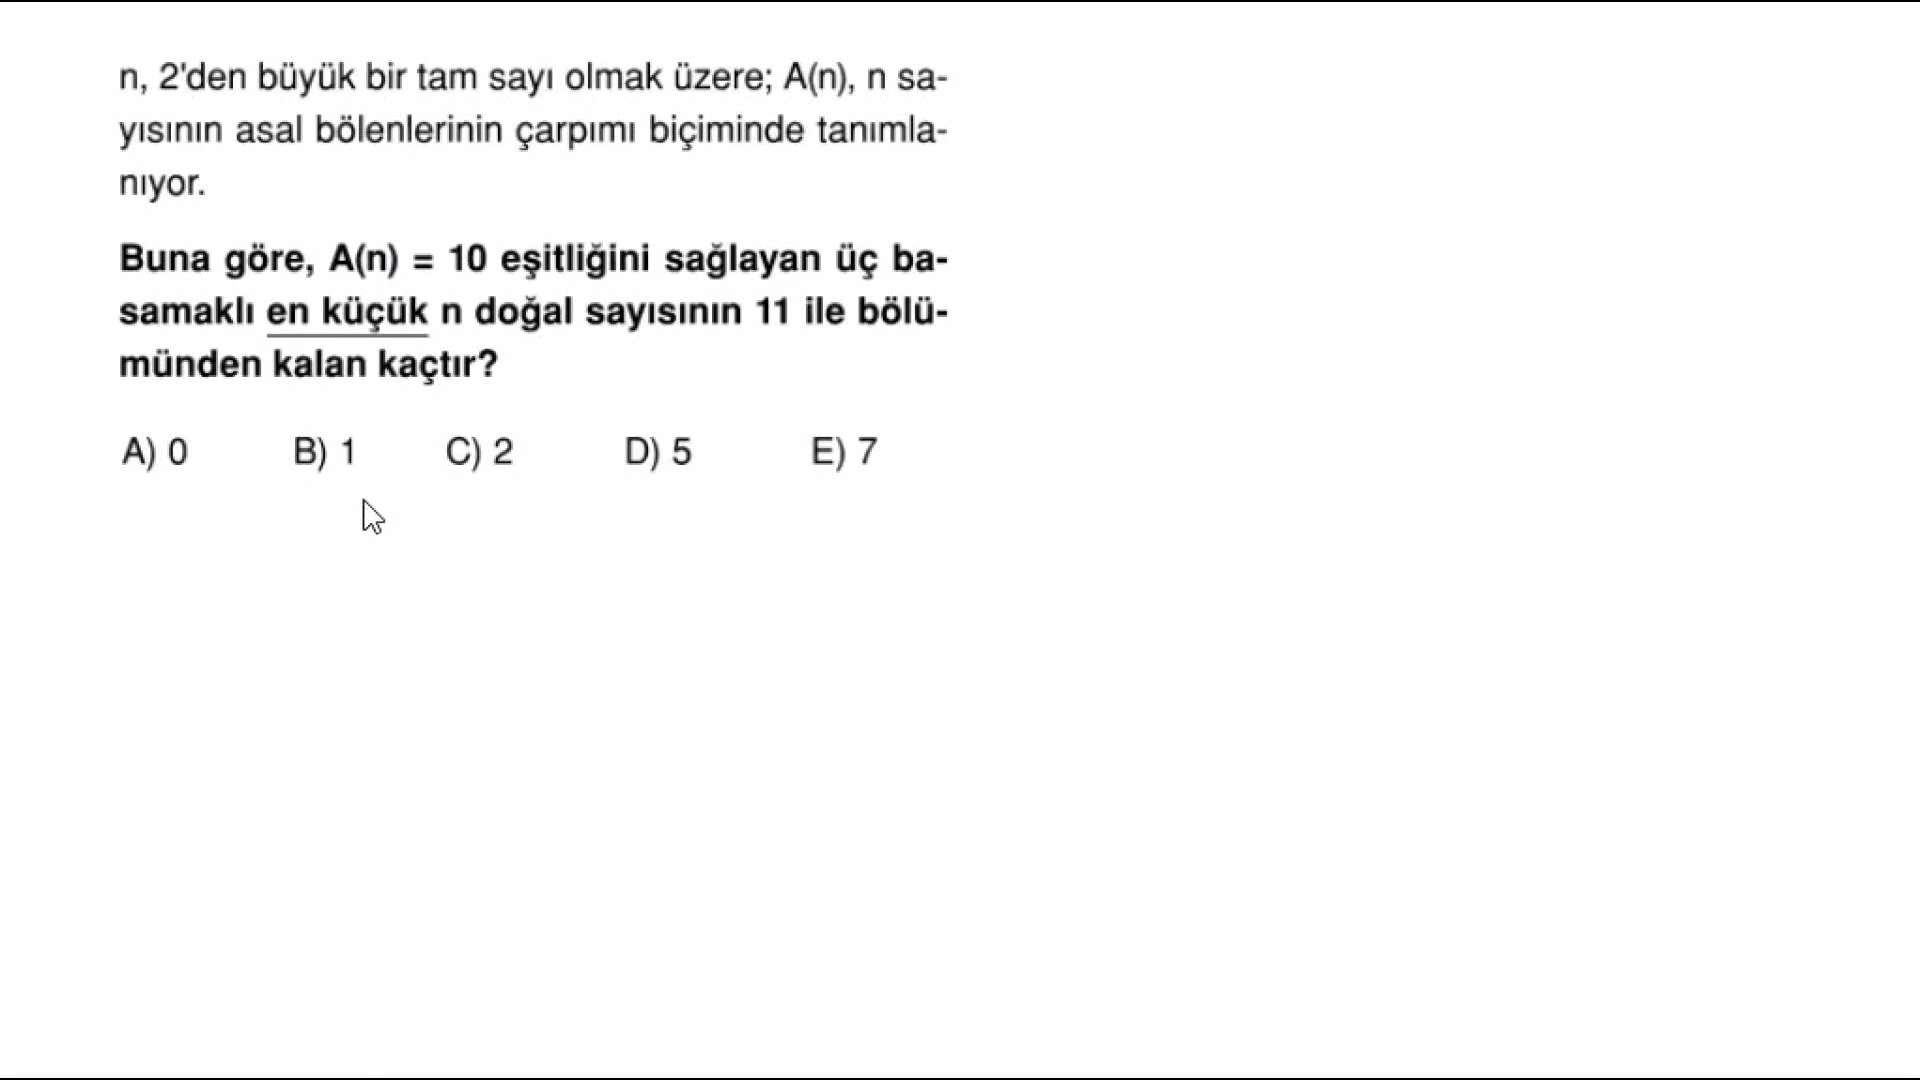 n, 2'den büyük bir tam sayı olmak üzere; A(n), n sa-
yısının asal bölenlerinin çarpımı biçiminde tanımla-
nıyor.
Buna göre, A(n) = 10 eşitliğini sağlayan üç ba-
samaklı en küçük n doğal sayısının 11 ile bölü-
münden kalan kaçtır?
A) 0 B) 1 C) 2 D) 5 E) 7